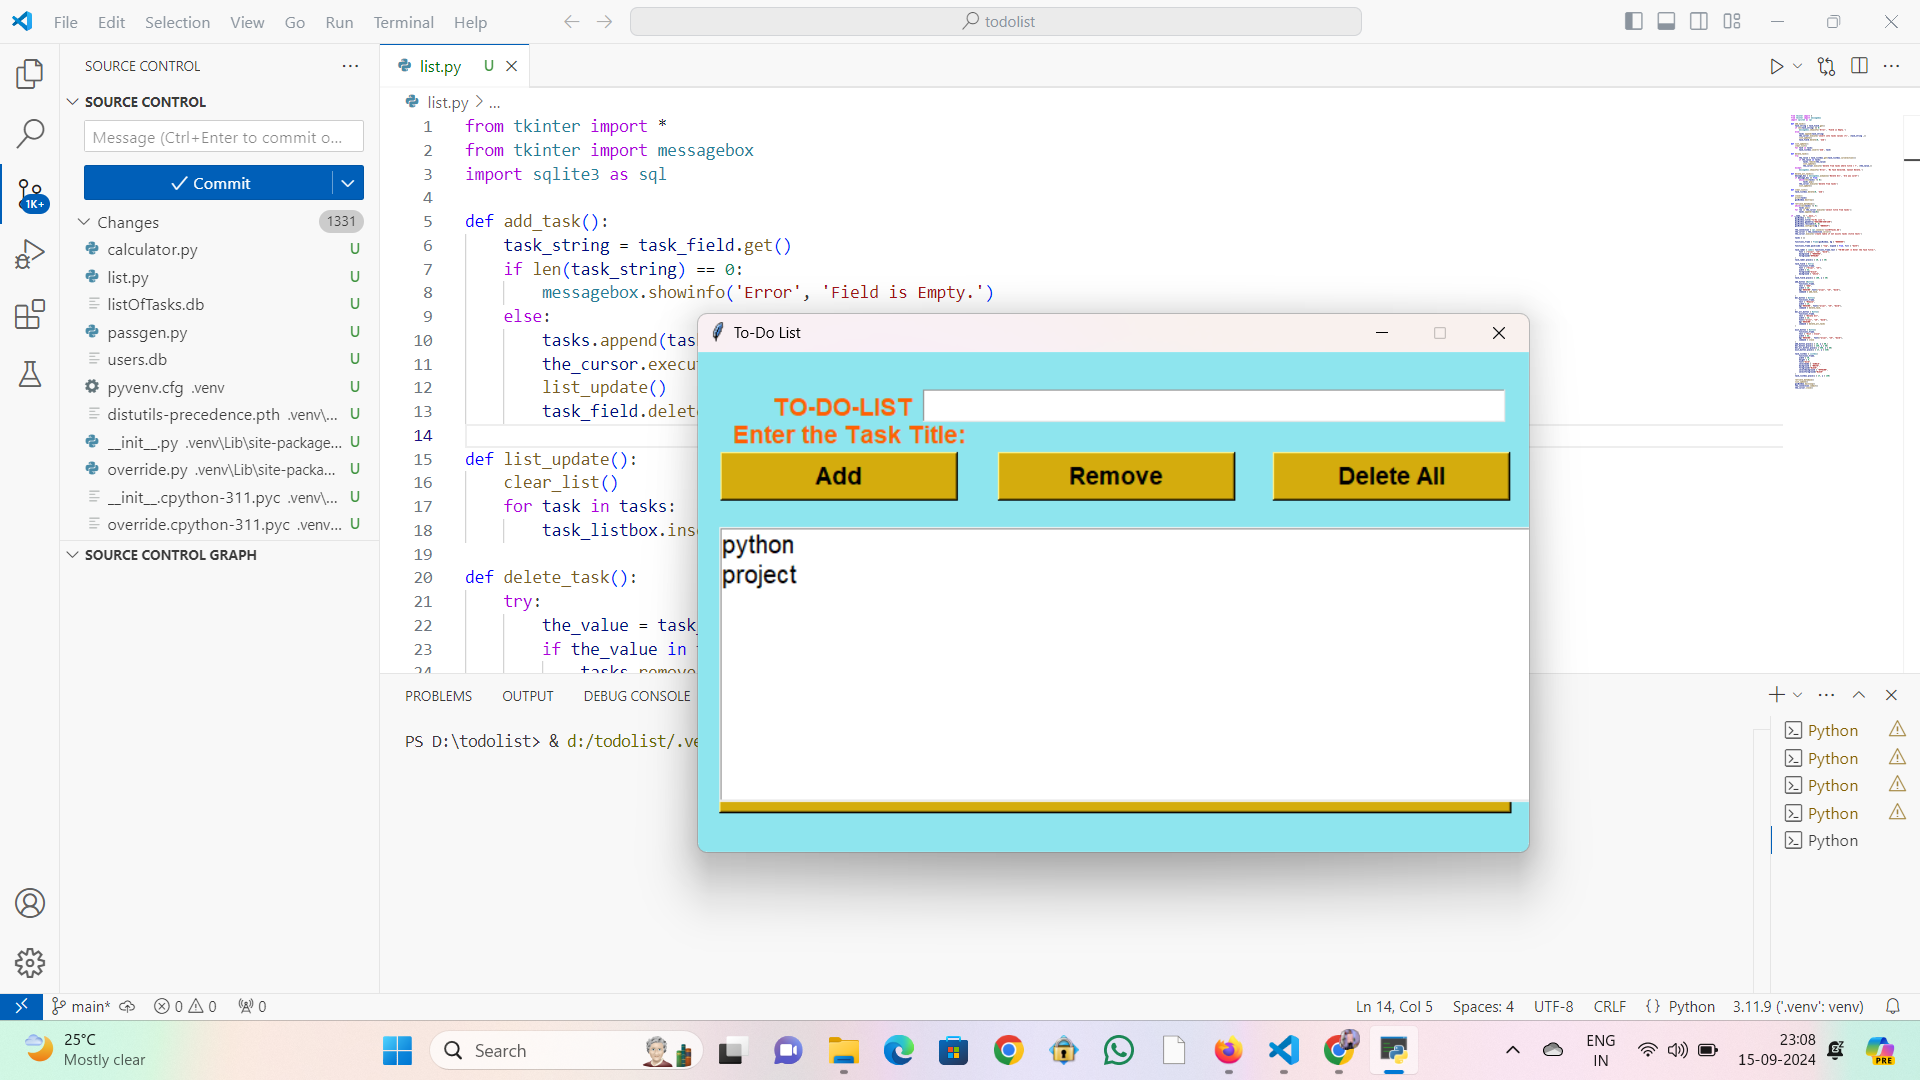 File Edit Selection View Go Run Terminal Help
todolist
SOURCE CONTROL
SOURCE CONTROL
Message (Ctrl+Enter to commit o...
Commit
Changes 1331
calculator.py U
list.py U
listOfTasks.db U
passgen.py U
users.db U
pyvenv.cfg .venv U
distutils-precedence.pth .venv\... U
__init__.py .venv\Lib\site-package... U
override.py .venv\Lib\site-packa... U
__init__.cpython-311.pyc .venv\... U
override.cpython-311.pyc .venv... U
SOURCE CONTROL GRAPH
1K+
list.py U
list.py > ...
1 from tkinter import *
2 from tkinter import messagebox
3 import sqlite3 as sql
4
5 def add_task():
6 task_string = task_field.get()
7 if len(task_string) == 0:
8 messagebox.showinfo('Error', 'Field is Empty.')
9 else:
10 tasks.append(tas
11 the_cursor.execu
12 list_update()
13 task_field.delet
14
15 def list_update():
16 clear_list()
17 for task in tasks:
18 task_listbox.ins
19
20 def delete_task():
21 try:
22 the_value = task_
23 if the_value in
24 tasks.remove
To-Do List
TO-DO-LIST
Enter the Task Title:
Add Remove Delete All
python
project
PROBLEMS OUTPUT DEBUG CONSOLE
PS D:\todolist> & d:/todolist/.ve
Python
Python
Python
Python
Python
main* 0 0 0
Ln 14, Col 5 Spaces: 4 UTF-8 CRLF {} Python 3.11.9 ('.venv': venv)
25°C
Mostly clear
Search
ENG
IN
23:08
15-09-2024
PRE